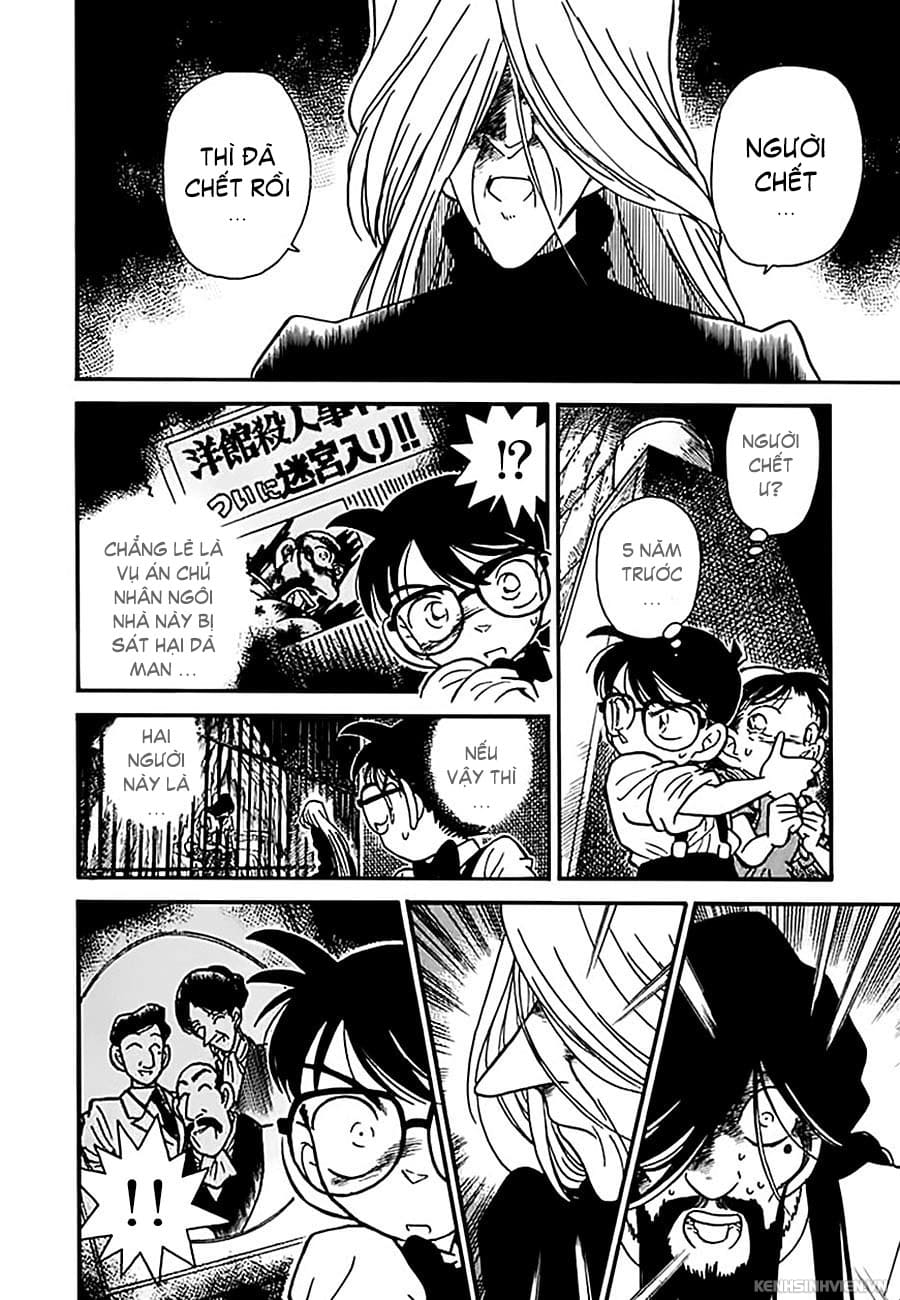 NGƯỜI
CHẾT
...
THÌ ĐÃ
CHẾT RỒI
...
NGƯỜI
CHẾT
Ư?
5 NĂM
TRƯỚC
...
!?
洋館殺人事件
ついに迷宮入り!!
CHẲNG LẼ LÀ
VỤ ÁN CHỦ
NHÂN NGÔI
NHÀ NÀY BỊ
SÁT HẠI DÃ
MAN ...
NẾU
VẬY THÌ
...
HAI
NGƯỜI
NÀY LÀ
...
!!
KENHSINHVIEN.VN